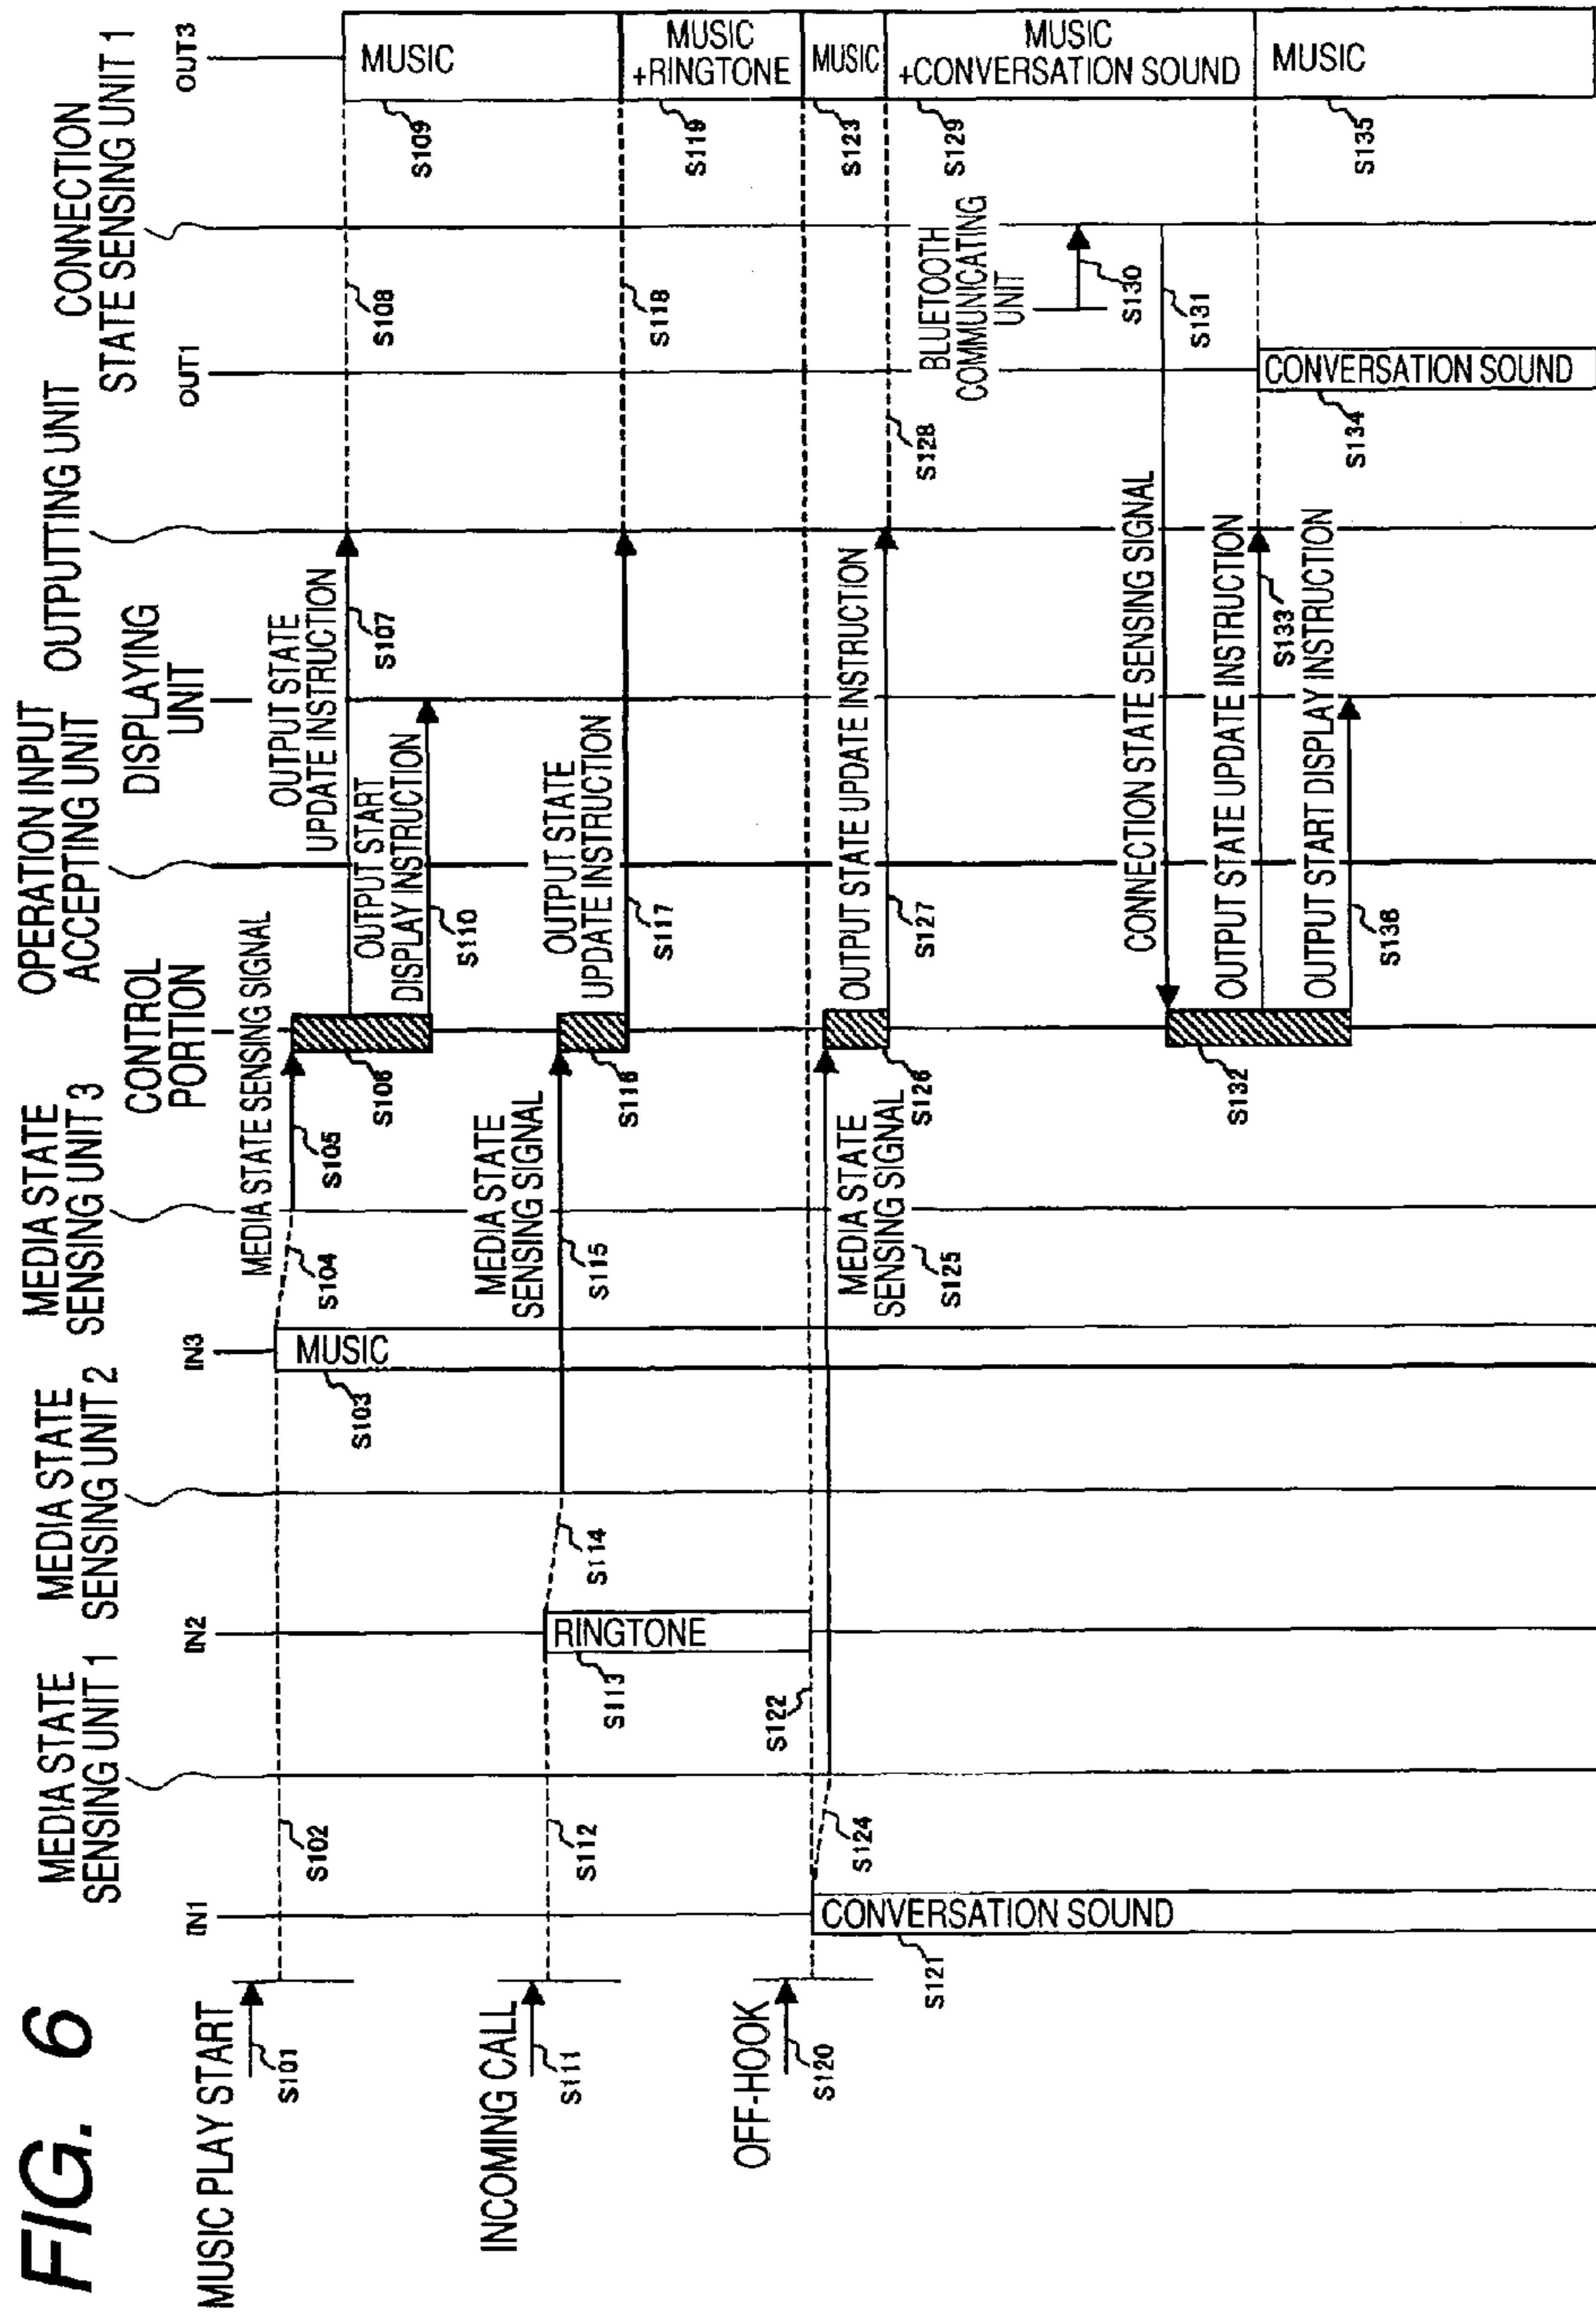 FIG. 6
IN1
MEDIA STATE
SENSING UNIT 1
IN2
MEDIA STATE
SENSING UNIT 2
IN3
MEDIA STATE
SENSING UNIT 3
CONTROL
PORTION
OPERATION INPUT
ACCEPTING UNIT
DISPLAYING
UNIT
OUTPUTTING UNIT
OUT1
CONNECTION
STATE SENSING UNIT 1
OUT3
MUSIC PLAY START
S101
S102
MUSIC
S103
S104
MEDIA STATE SENSING SIGNAL
S105
S106
OUTPUT STATE
UPDATE INSTRUCTION
S107
S108
MUSIC
S109
OUTPUT START
DISPLAY INSTRUCTION
S110
INCOMING CALL
S111
S112
RINGTONE
S113
S114
MEDIA STATE
SENSING SIGNAL
S115
S116
OUTPUT STATE
UPDATE INSTRUCTION
S117
S118
MUSIC
+RINGTONE
S119
OFF-HOOK
S120
CONVERSATION SOUND
S121
S122
MUSIC
S123
S124
MEDIA STATE
SENSING SIGNAL
S125
S126
OUTPUT STATE UPDATE INSTRUCTION
S127
S128
MUSIC
+CONVERSATION SOUND
S129
BLUETOOTH
COMMUNICATING
UNIT
S130
CONNECTION STATE SENSING SIGNAL
S131
S132
OUTPUT STATE UPDATE INSTRUCTION
S133
CONVERSATION SOUND
S134
MUSIC
S135
OUTPUT START DISPLAY INSTRUCTION
S136